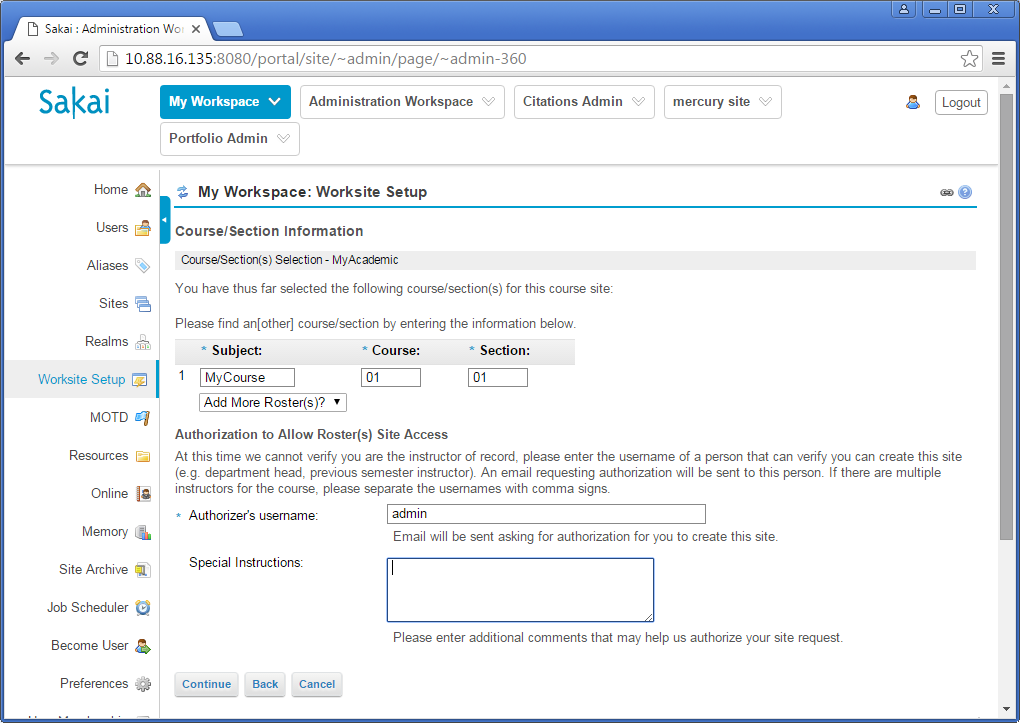 Sakai : Administration Wo
10.88.16.135:8080/portal/site/~admin/page/~admin-360
Sakai
My Workspace
Administration Workspace
Citations Admin
mercury site
Logout
Portfolio Admin
Home
Users
Aliases
Sites
Realms
Worksite Setup
MOTD
Resources
Online
Memory
Site Archive
Job Scheduler
Become User
Preferences
My Workspace: Worksite Setup
Course/Section Information
Course/Section(s) Selection - MyAcademic
You have thus far selected the following course/section(s) for this course site:
Please find an[other] course/section by entering the information below.
* Subject: * Course: * Section:
1 MyCourse 01 01
Add More Roster(s)?
Authorization to Allow Roster(s) Site Access
At this time we cannot verify you are the instructor of record, please enter the username of a person that can verify you can create this site
(e.g. department head, previous semester instructor). An email requesting authorization will be sent to this person. If there are multiple
instructors for the course, please separate the usernames with comma signs.
* Authorizer's username: admin
Email will be sent asking for authorization for you to create this site.
Special Instructions:
Please enter additional comments that may help us authorize your site request.
Continue Back Cancel